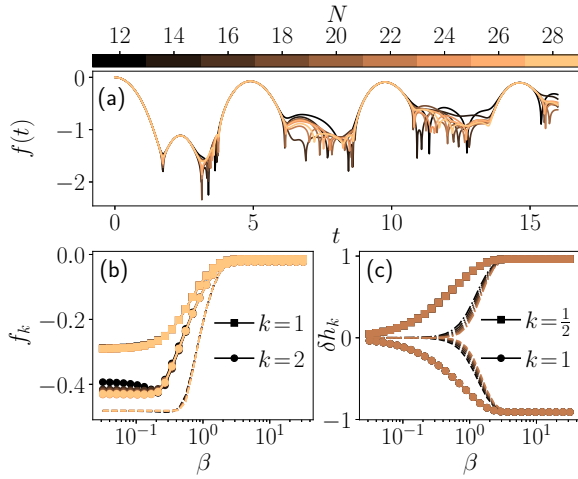 N
12 14 16 18 20 22 24 26 28
(a)
f(t)
0
−1
−2
0 5 10 15
t
(b)
f_k
0.0
−0.2
−0.4
k=1
k=2
10^{-1} 10^0 10^1
β
(c)
δh_k
1
0
−1
k=\frac{1}{2}
k=1
10^{-1} 10^0 10^1
β